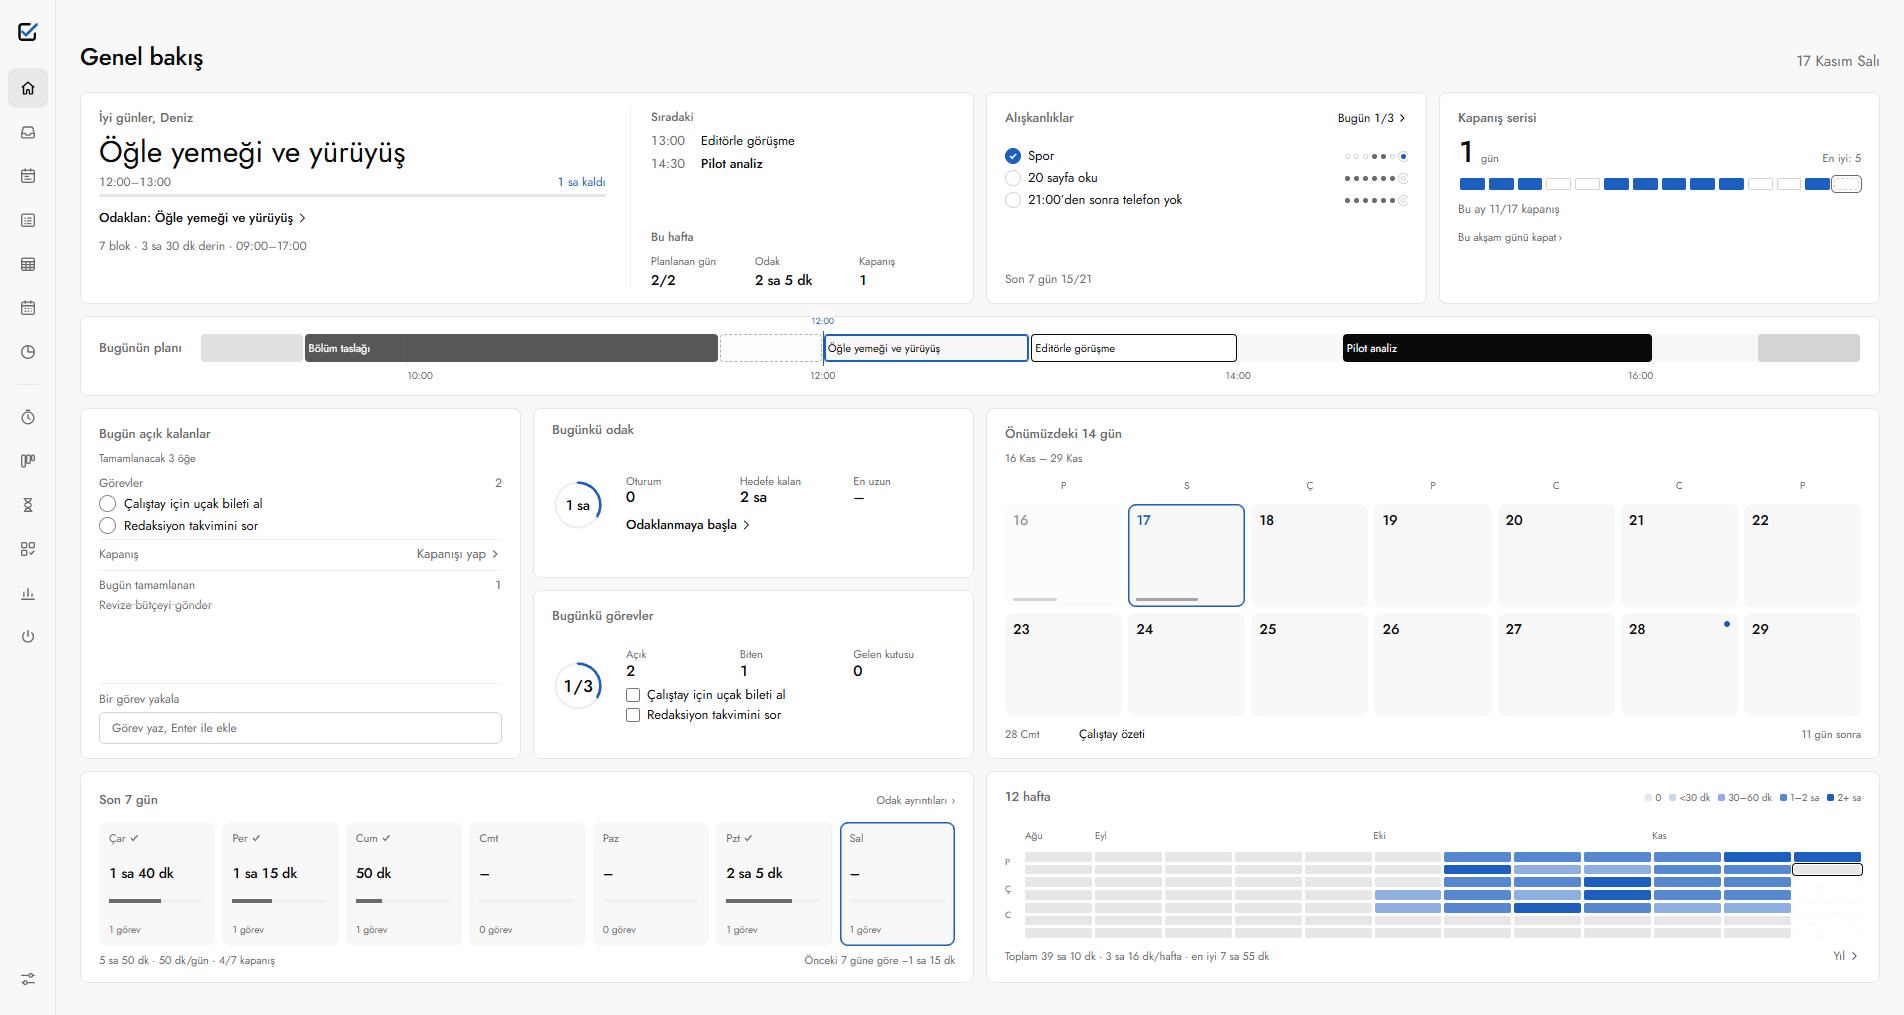 Genel bakış
17 Kasım Salı
İyi günler, Deniz
Öğle yemeği ve yürüyüş
12:00–13:00
1 sa kaldı
Odaklan: Öğle yemeği ve yürüyüş
7 blok · 3 sa 30 dk derin · 09:00–17:00
Sıradaki
13:00 Editörle görüşme
14:30 Pilot analiz
Bu hafta
Planlanan gün Odak Kapanış
2/2 2 sa 5 dk 1
Alışkanlıklar
Bugün 1/3
Spor
20 sayfa oku
21:00'den sonra telefon yok
Son 7 gün 15/21
Kapanış serisi
1 gün
En iyi: 5
Bu ay 11/17 kapanış
Bu akşam günü kapat ›
12:00
Bugünün planı
Bölüm taslağı
Öğle yemeği ve yürüyüş
Editörle görüşme
Pilot analiz
10:00 12:00 14:00 16:00
Bugün açık kalanlar
Tamamlanacak 3 öğe
Görevler 2
Çalıştay için uçak bileti al
Redaksiyon takvimini sor
Kapanış Kapanışı yap
Bugün tamamlanan 1
Revize bütçeyi gönder
Bir görev yakala
Görev yaz, Enter ile ekle
Bugünkü odak
1 sa
Oturum Hedefe kalan En uzun
0 2 sa –
Odaklanmaya başla
Bugünkü görevler
1/3
Açık Biten Gelen kutusu
2 1 0
Çalıştay için uçak bileti al
Redaksiyon takvimini sor
Önümüzdeki 14 gün
16 Kas – 29 Kas
P S Ç P C C P
16 17 18 19 20 21 22
23 24 25 26 27 28 29
28 Cmt Çalıştay özeti 11 gün sonra
Son 7 gün
Odak ayrıntıları ›
Çar Per Cum Cmt Paz Pzt Sal
1 sa 40 dk 1 sa 15 dk 50 dk – – 2 sa 5 dk –
1 görev 1 görev 1 görev 0 görev 0 görev 1 görev 1 görev
5 sa 50 dk · 50 dk/gün · 4/7 kapanış
Önceki 7 güne göre −1 sa 15 dk
12 hafta
0 <30 dk 30–60 dk 1–2 sa 2+ sa
Ağu Eyl Eki Kas
P
Ç
C
Toplam 39 sa 10 dk · 3 sa 16 dk/hafta · en iyi 7 sa 55 dk
Yıl